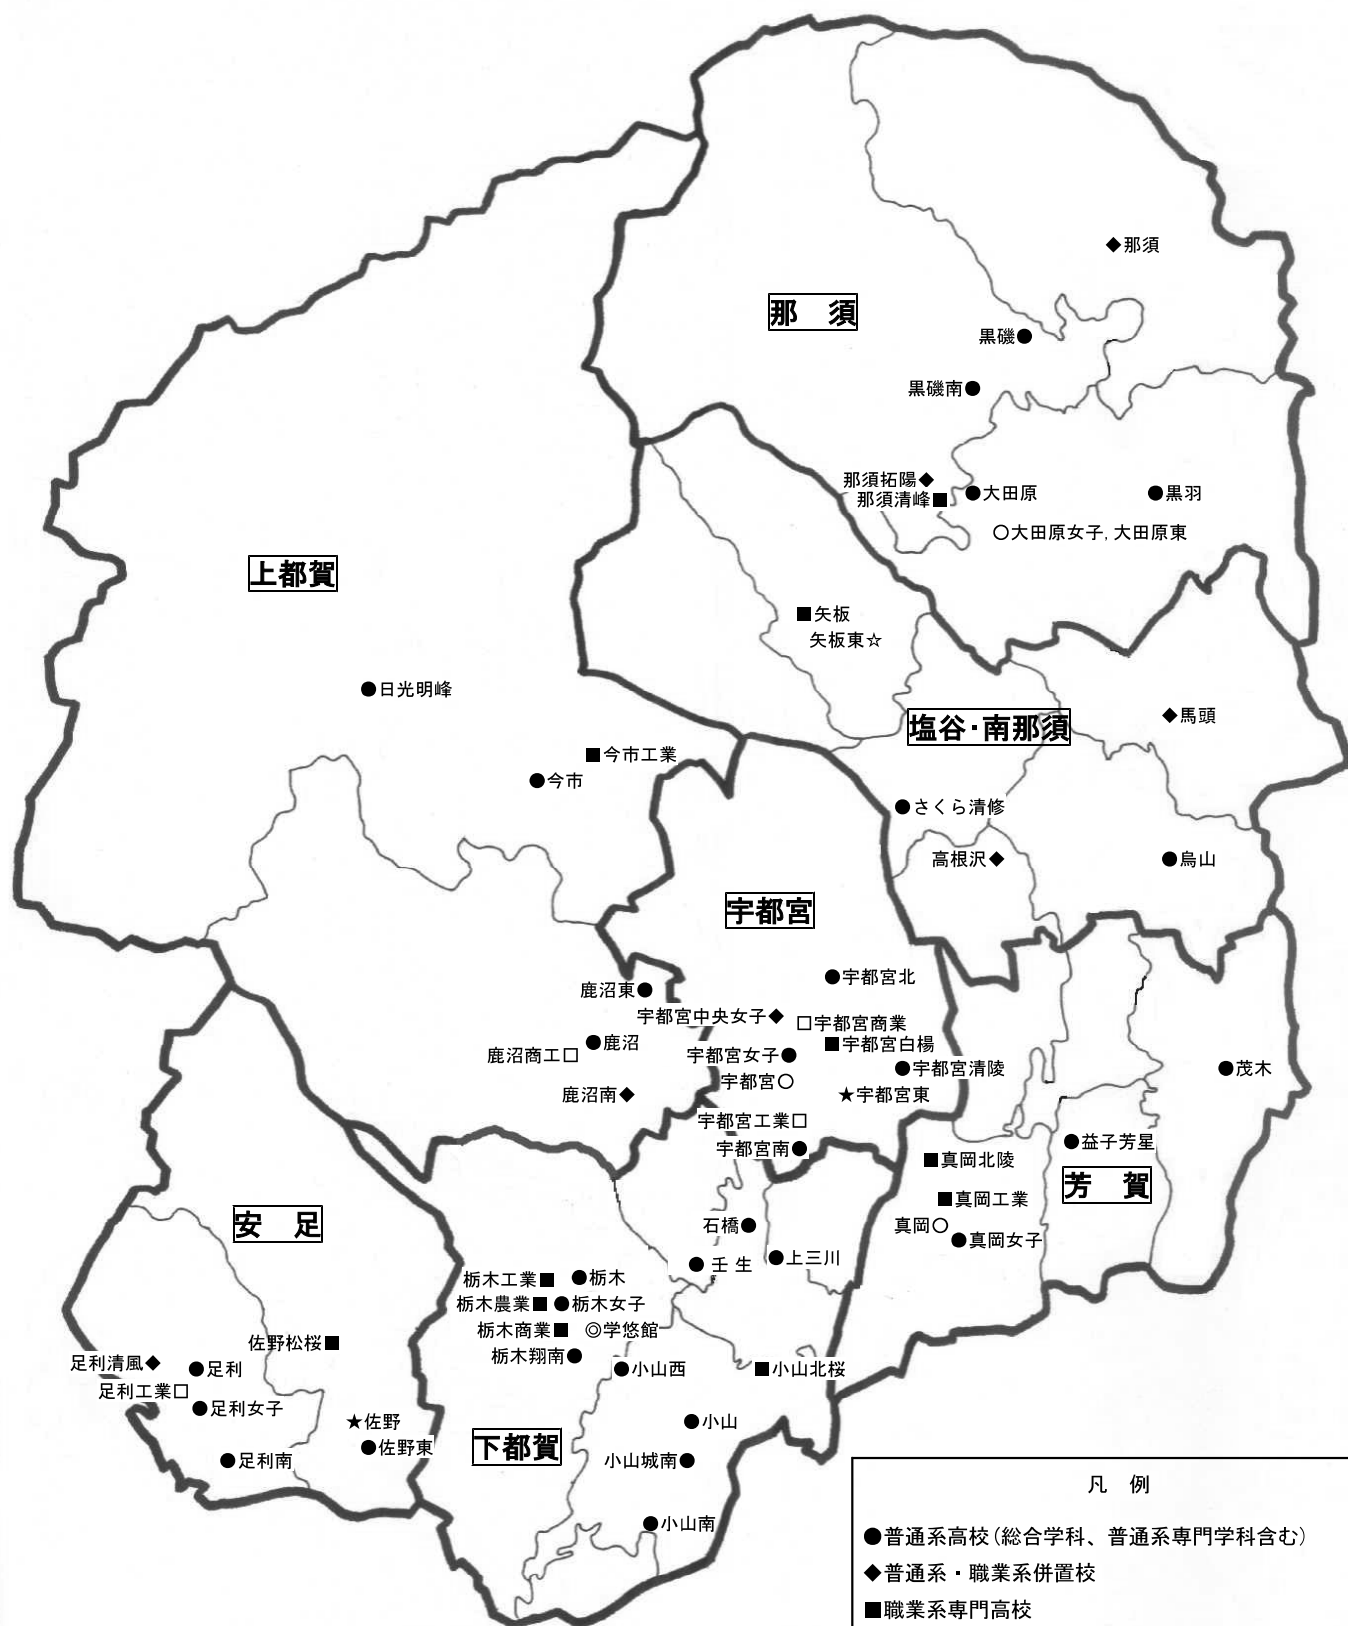 ◆那須
那　須
黒磯●
黒磯南●
那須拓陽◆
那須清峰■
●大田原
●黒羽
○大田原女子, 大田原東
上都賀
■矢板
矢板東☆
●日光明峰
塩谷・南那須
◆馬頭
■今市工業
●今市
●さくら清修
高根沢◆
●烏山
宇都宮
●宇都宮北
鹿沼東●
宇都宮中央女子◆
□宇都宮商業
●鹿沼
鹿沼商工□
宇都宮女子●
■宇都宮白楊
宇都宮○
●宇都宮清陵
●茂木
鹿沼南◆
★宇都宮東
宇都宮工業□
宇都宮南●
●益子芳星
■真岡北陵
芳　賀
■真岡工業
真岡○
●真岡女子
安　足
石橋●
●壬 生
●上三川
栃木工業■
●栃木
栃木農業■
●栃木女子
栃木商業■
◎学悠館
栃木翔南●
佐野松桜■
足利清風◆
●足利
足利工業□
●足利女子
★佐野
●佐野東
●足利南
●小山西
■小山北桜
●小山
下都賀
小山城南●
●小山南
凡　例
●普通系高校(総合学科、普通系専門学科含む)
◆普通系・職業系併置校
■職業系専門高校